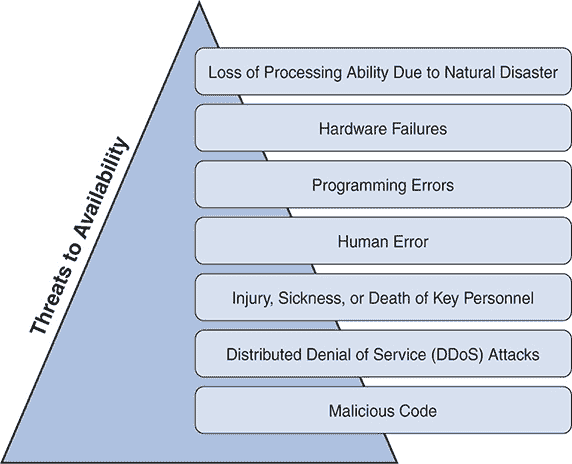 Threats to Availability
Loss of Processing Ability Due to Natural Disaster
Hardware Failures
Programming Errors
Human Error
Injury, Sickness, or Death of Key Personnel
Distributed Denial of Service (DDoS) Attacks
Malicious Code